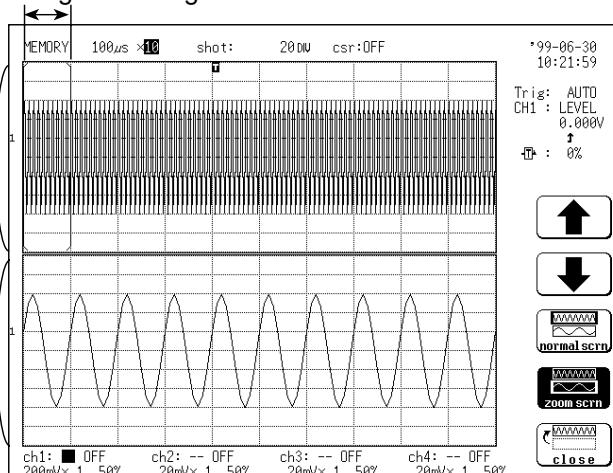 MEMORY 100µs ×10 shot: 20DIV csr:OFF '99-06-30
10:21:59
T
Trig: AUTO
CH1 : LEVEL
0.000V
↑
T : 0%
1
1
normal scrn
zoom scrn
close
ch1: OFF ch2: -- OFF ch3: -- OFF ch4: -- OFF
200mV× 1 50% 20mV× 1 50% 20mV× 1 50% 20mV× 1 50%